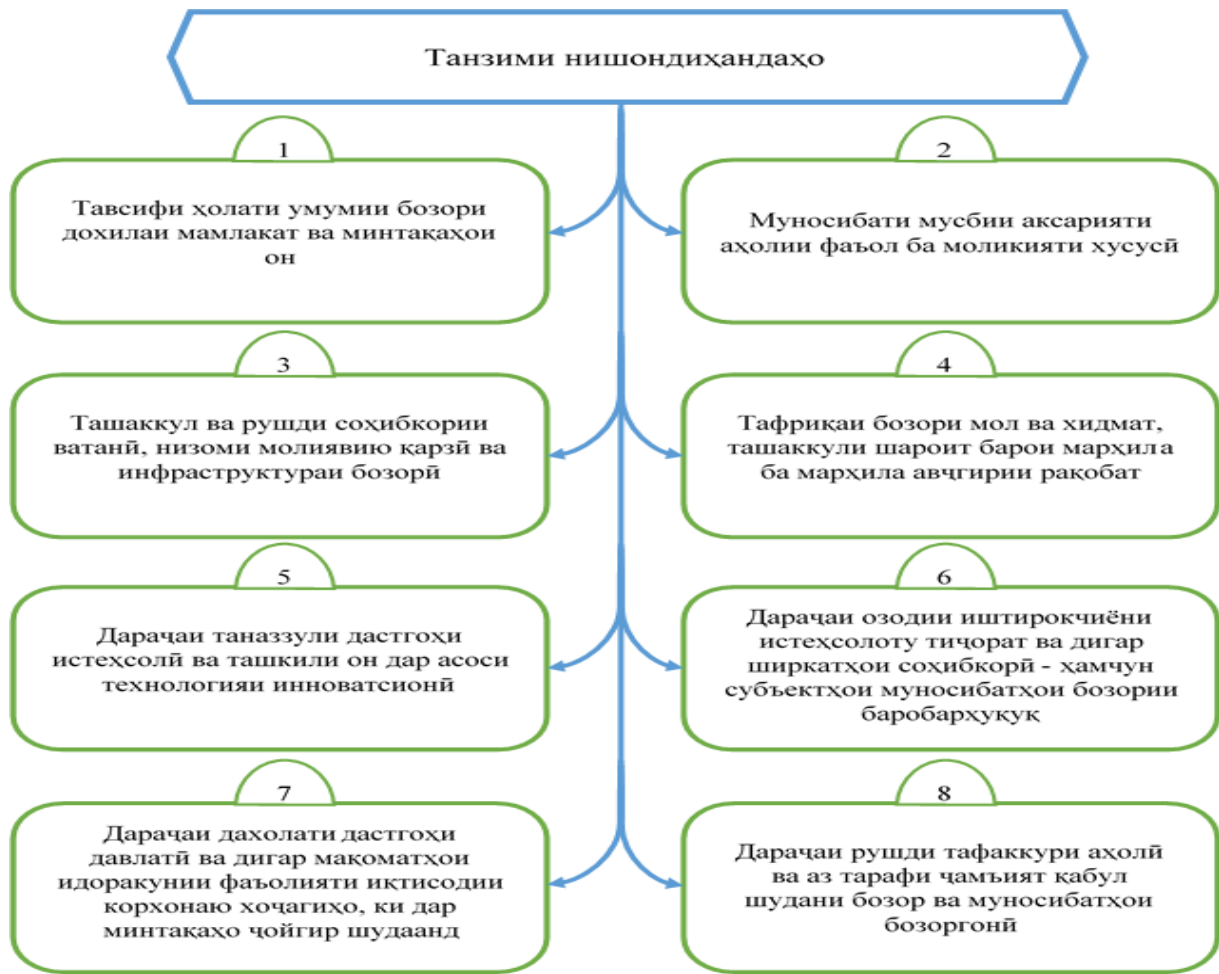 Танзими нишондиҳандаҳо
1
Тавсифи ҳолати умумии бозори
дохилаи мамлакат ва минтақаҳои
он
2
Муносибати мусбии аксарияти
аҳолии фаъол ба моликияти хусусӣ
3
Ташаккул ва рушди соҳибкории
ватанӣ, низоми молиявию қарзӣ ва
инфраструктураи бозорӣ
4
Тафриқаи бозори мол ва хидмат,
ташаккули шароит барои марҳила
ба марҳила авҷгирии рақобат
5
Дараҷаи таназзули дастгоҳи
истеҳсолӣ ва ташкили он дар асоси
технологияи инноватсионӣ
6
Дараҷаи озодии иштирокчиёни
истеҳсолоту тиҷорат ва дигар
ширкатҳои соҳибкорӣ - ҳамчун
субъектҳои муносибатҳои бозории
баробарҳуқуқ
7
Дараҷаи дахолати дастгоҳи
давлатӣ ва дигар мақоматҳои
идоракунии фаъолияти иқтисодии
корхонаю хоҷагиҳо, ки дар
минтақаҳо ҷойгир шудаанд
8
Дараҷаи рушди тафаккури аҳолӣ
ва аз тарафи ҷамъият қабул
шудани бозор ва муносибатҳои
бозоргонӣ